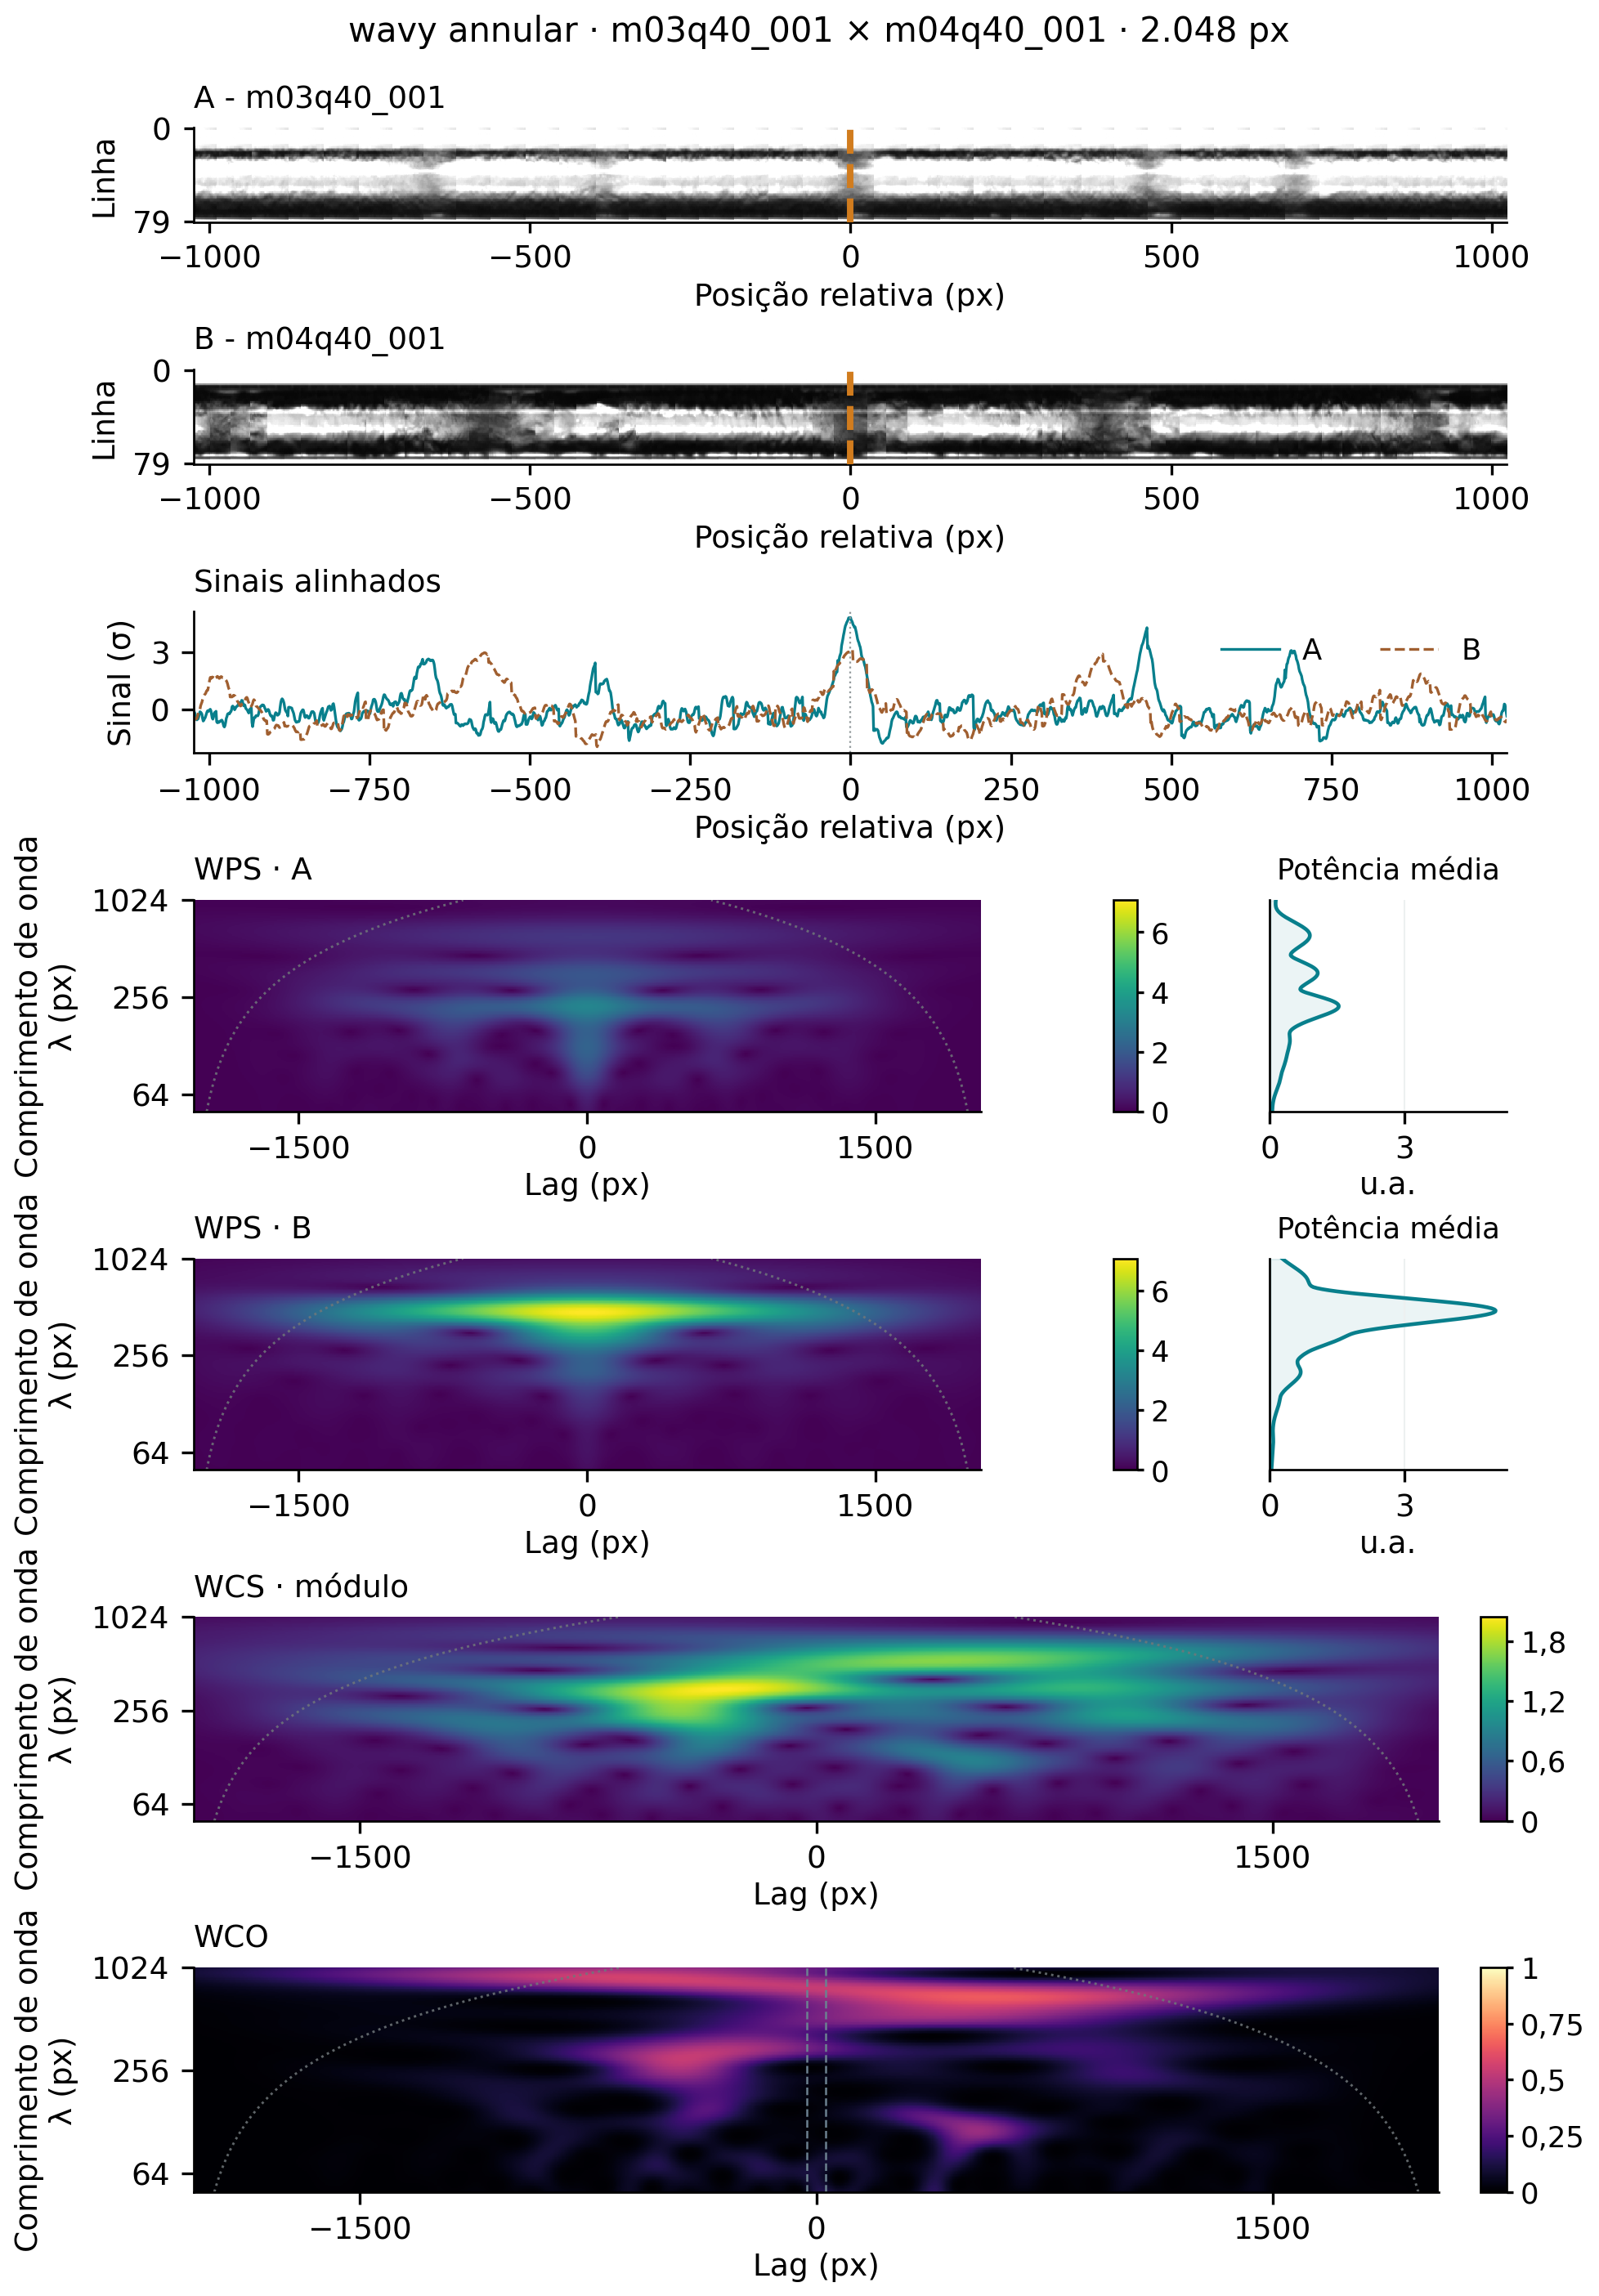 wavy annular · m03q40_001 × m04q40_001 · 2.048 px
A - m03q40_001
Linha
0
79
−1000 −500 0 500 1000
Posição relativa (px)
B - m04q40_001
Linha
0
79
−1000 −500 0 500 1000
Posição relativa (px)
Sinais alinhados
Sinal (σ)
3
0
A B
−1000 −750 −500 −250 0 250 500 750 1000
Posição relativa (px)
WPS · A
Comprimento de onda
λ (px)
1024
256
64
−1500 0 1500
Lag (px)
6
4
2
0
Potência média
0 3
u.a.
WPS · B
Comprimento de onda
λ (px)
1024
256
64
−1500 0 1500
Lag (px)
6
4
2
0
Potência média
0 3
u.a.
WCS · módulo
Comprimento de onda
λ (px)
1024
256
64
−1500 0 1500
Lag (px)
1,8
1,2
0,6
0
WCO
Comprimento de onda
λ (px)
1024
256
64
−1500 0 1500
Lag (px)
1
0,75
0,5
0,25
0